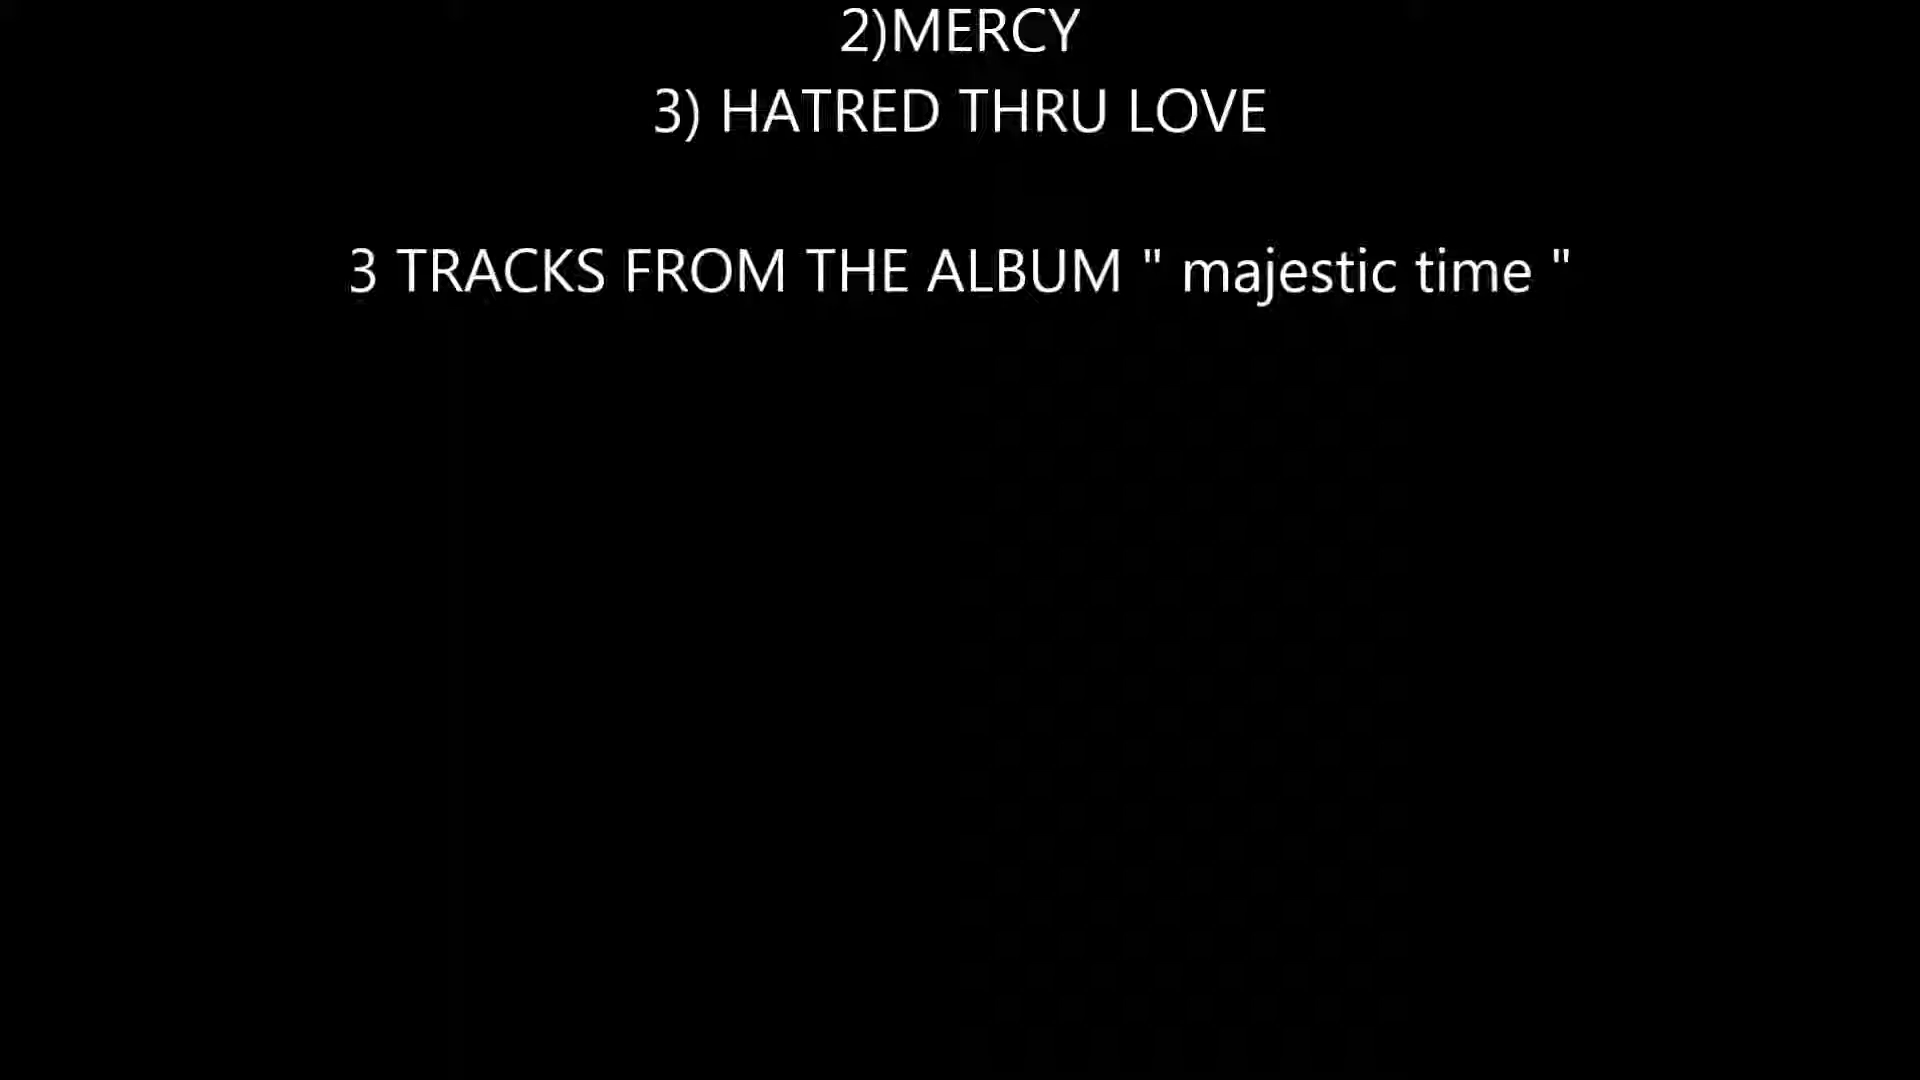 2)MERCY
3) HATRED THRU LOVE
3 TRACKS FROM THE ALBUM " majestic time "